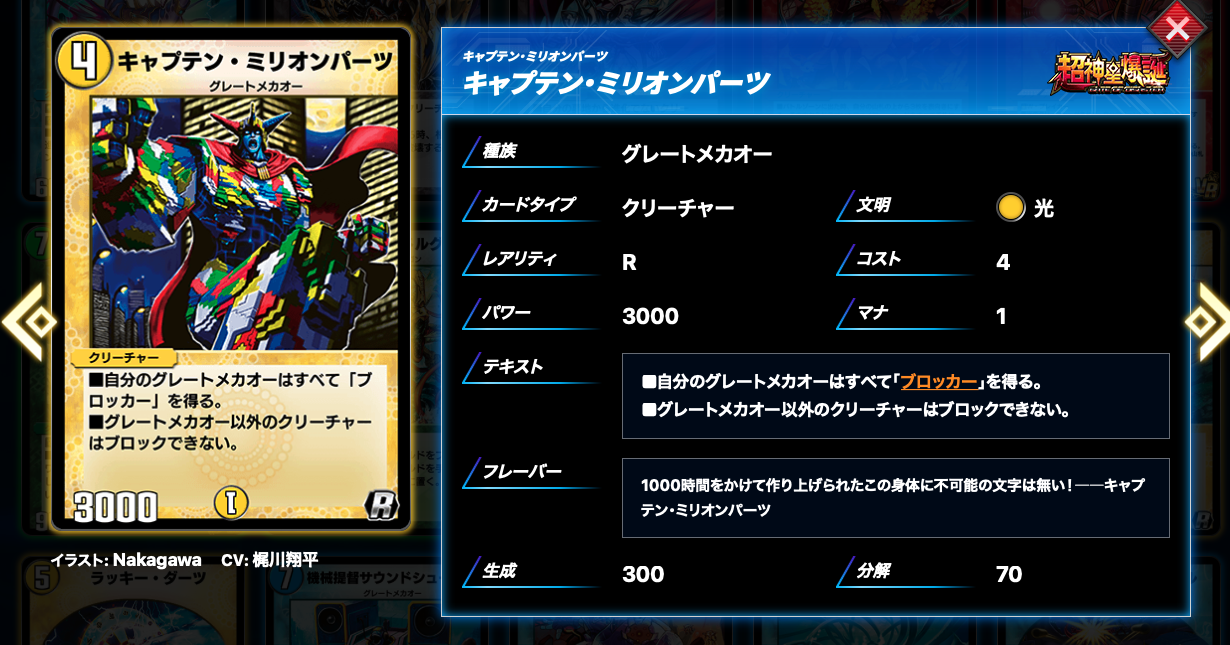 4
キャプテン・ミリオンパーツ
グレートメカオー
クリーチャー
■自分のグレートメカオーはすべて「ブ
ロッカー」を得る。
■グレートメカオー以外のクリーチャー
はブロックできない。
3000
1
R
イラスト: Nakagawa CV: 梶川翔平
キャプテン・ミリオンパーツ
キャプテン・ミリオンパーツ
超神星爆誕
種族
グレートメカオー
カードタイプ
クリーチャー
文明
光
レアリティ
R
コスト
4
パワー
3000
マナ
1
テキスト
■自分のグレートメカオーはすべて「ブロッカー」を得る。
■グレートメカオー以外のクリーチャーはブロックできない。
フレーバー
1000時間をかけて作り上げられたこの身体に不可能の文字は無い!──キャプ
テン・ミリオンパーツ
生成
300
分解
70
5
ラッキー・ダーツ
7
機械提督サウンドシュ
グレートメカオー